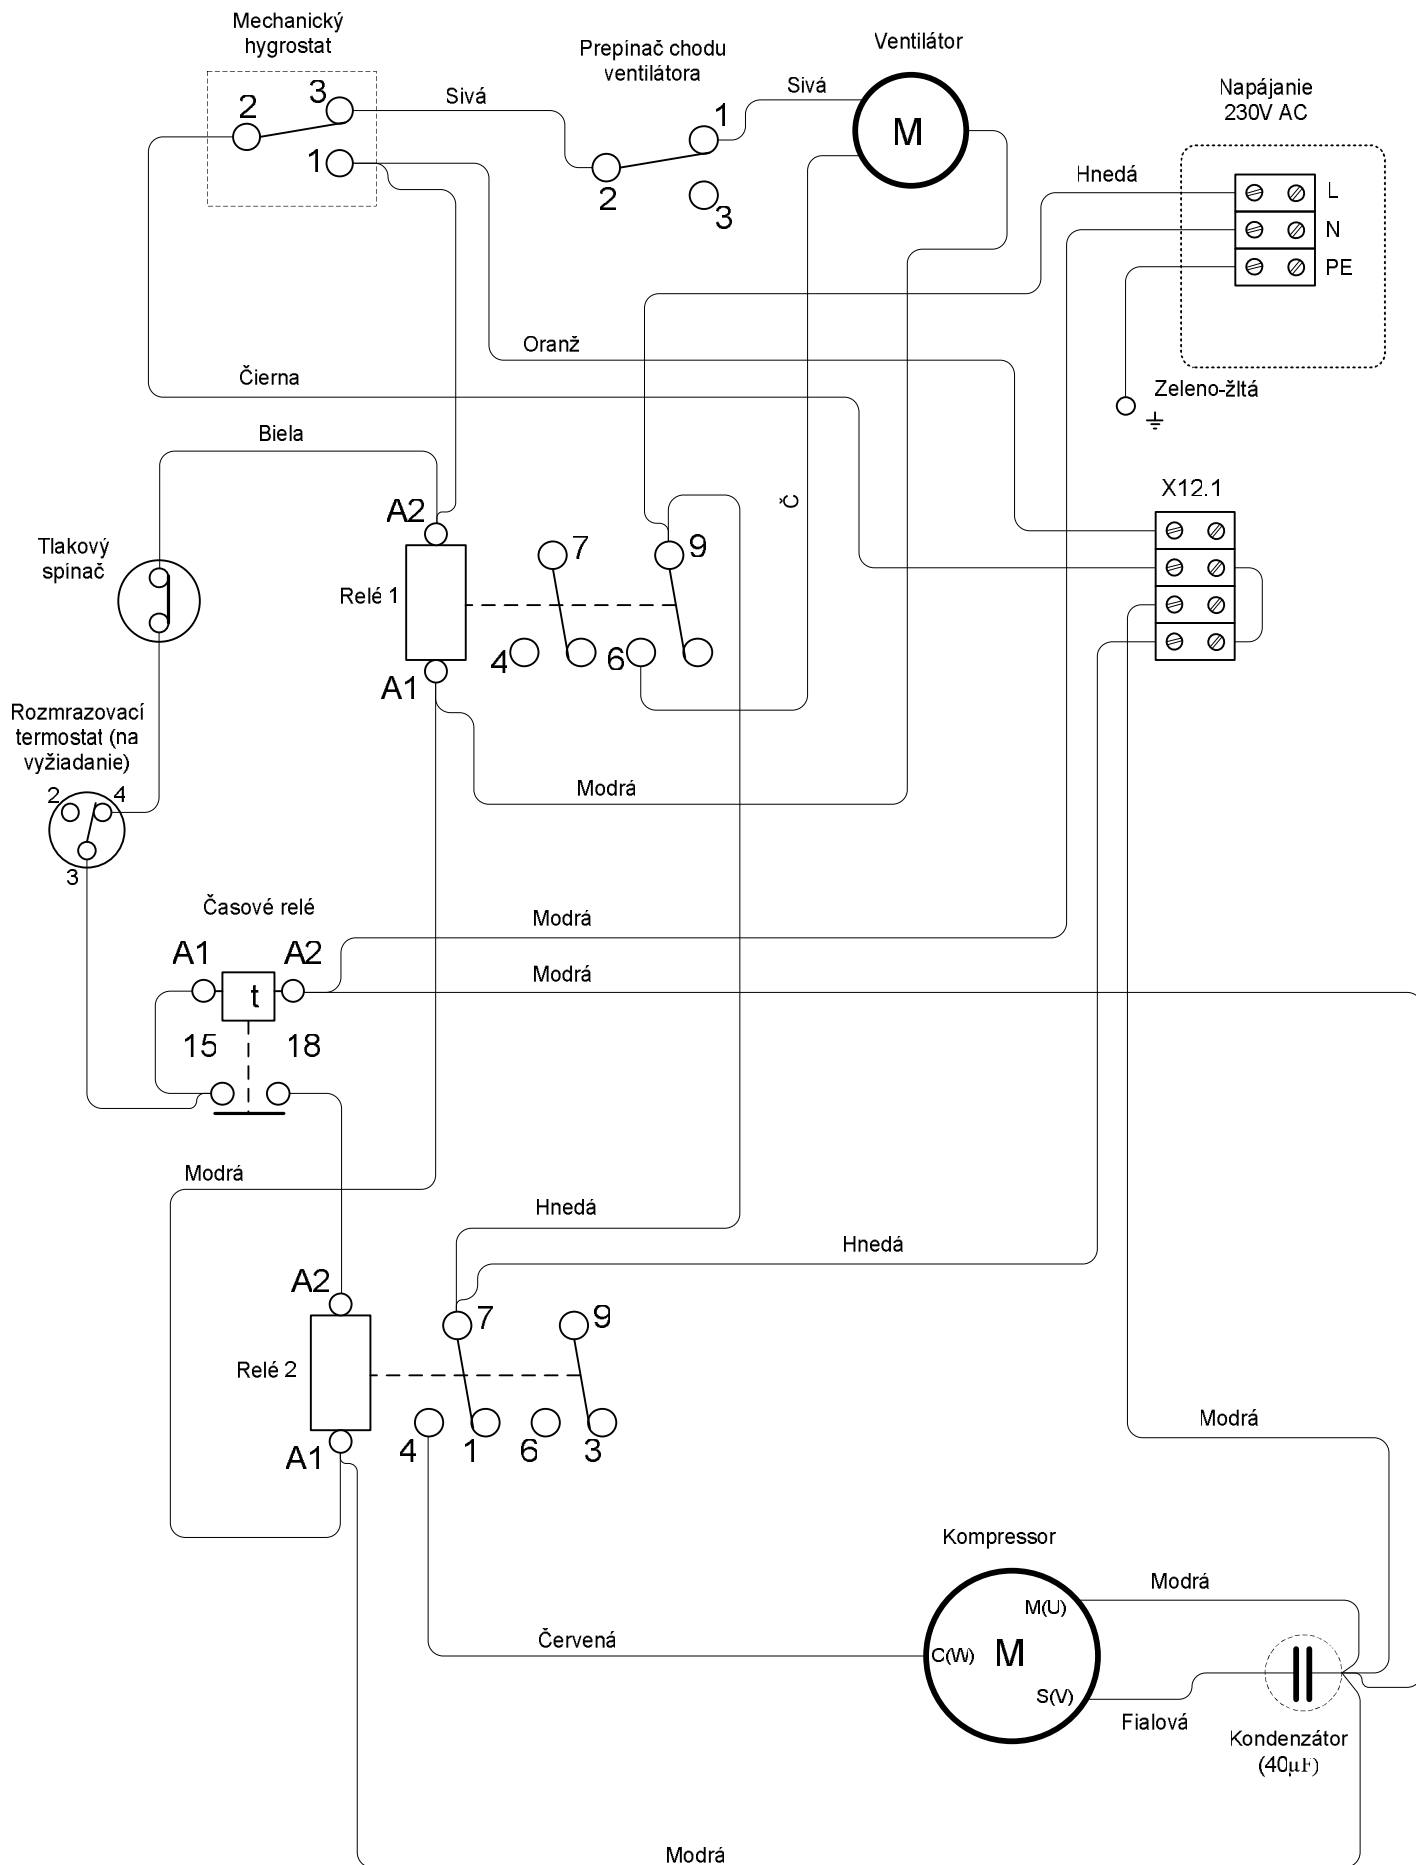 Mechanický
hygrostat
Prepínač chodu
ventilátora
Ventilátor
Napájanie
230V AC
2
3
1
Sivá
1
2
3
Sivá
M
Hnedá
L
N
PE
Oranž
Čierna
Zeleno-žltá
Biela
Č
X12.1
A2
Tlakový
spínač
Relé 1
7
9
4
6
A1
Rozmrazovací
termostat (na
vyžiadanie)
2
4
3
Modrá
Časové relé
Modrá
A1
A2
t
Modrá
15
18
Modrá
Hnedá
Hnedá
A2
7
9
Relé 2
A1
4
1
6
3
Modrá
Kompressor
Modrá
M(U)
Červená
C(W)
M
S(V)
Fialová
Kondenzátor
(40µF)
Modrá